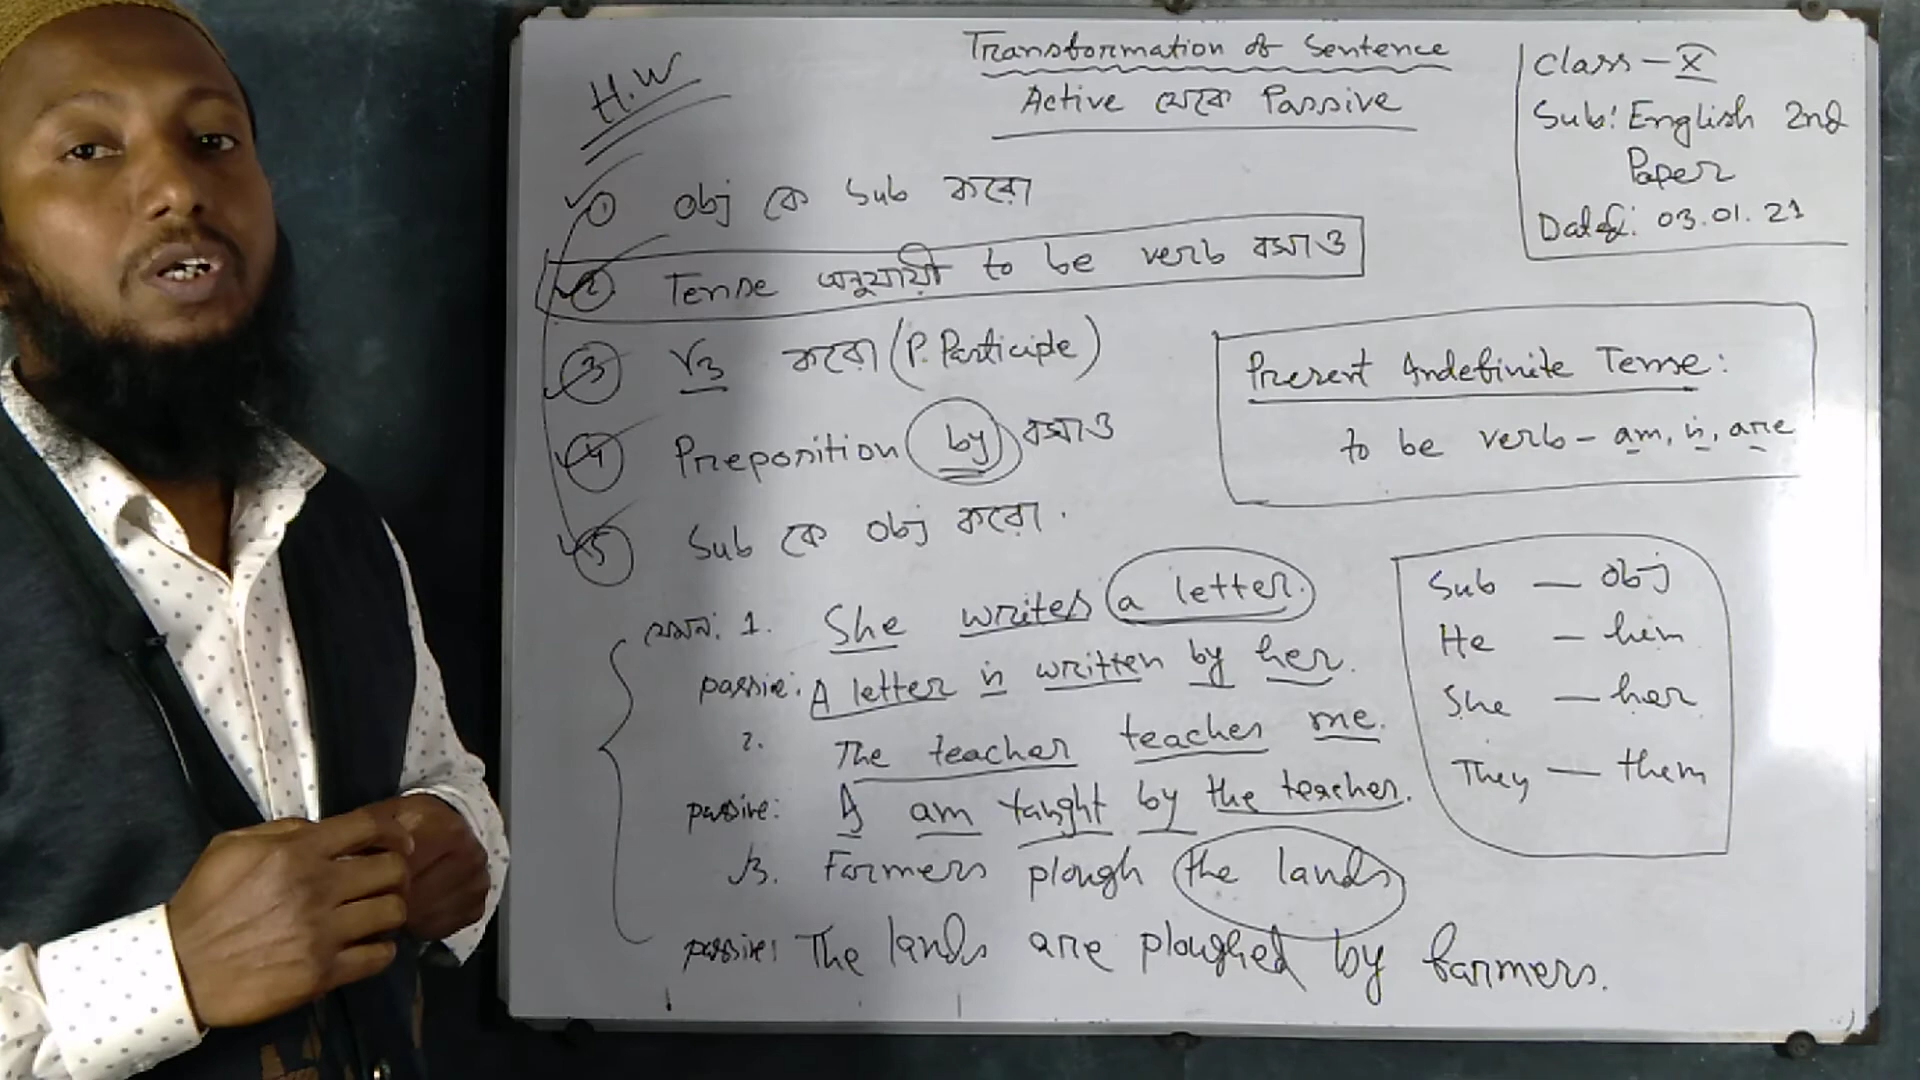 H.W
Transformation of Sentence
Active থেকে Passive
Class - X
Sub: English 2nd
Paper
Date: 03.01.21
① obj কে Sub করো
② Tense অনুযায়ী to be verb বসাও
③ V3 করো (P. Participle)
④ Preposition by বসাও
⑤ Sub কে obj করো.
Present Indefinite Tense:
to be verb - am, is, are
যেমন: 1. She writes a letter.
passive: A letter is written by her.
2. The teacher teaches me.
passive: I am taught by the teacher.
3. Farmers plough the lands
passive: The lands are ploughed by farmers.
Sub — obj
He — him
She — her
They — them